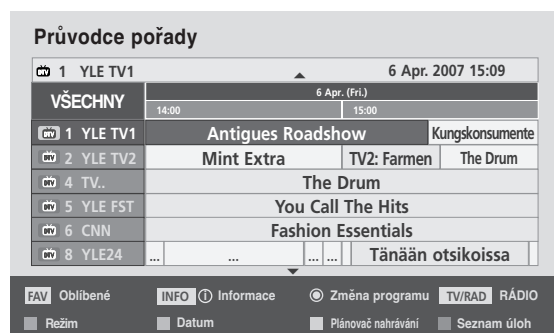 Průvodce pořady
1 YLE TV1 6 Apr. 2007 15:09
VŠECHNY 6 Apr. (Fri.)
14:00 15:00
1 YLE TV1 Antigues Roadshow Kungskonsumente
2 YLE TV2 Mint Extra TV2: Farmen The Drum
4 TV.. The Drum
5 YLE FST You Call The Hits
6 CNN Fashion Essentials
8 YLE24 ... ... ... ... Tänään otsikoissa
FAV Oblíbené INFO ⓘ Informace Změna programu TV/RAD RÁDIO
Režim Datum Plánovač nahrávání Seznam úloh